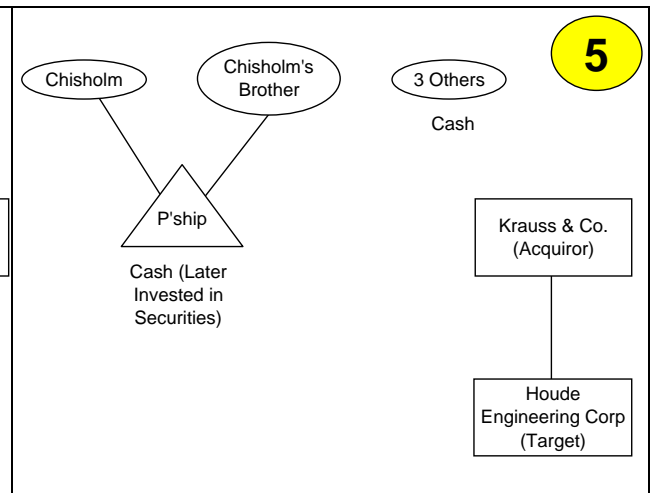 Chisholm
Chisholm's
Brother
3 Others
5
Cash
P'ship
Krauss & Co.
(Acquiror)
Cash (Later
Invested in
Securities)
Houde
Engineering Corp
(Target)